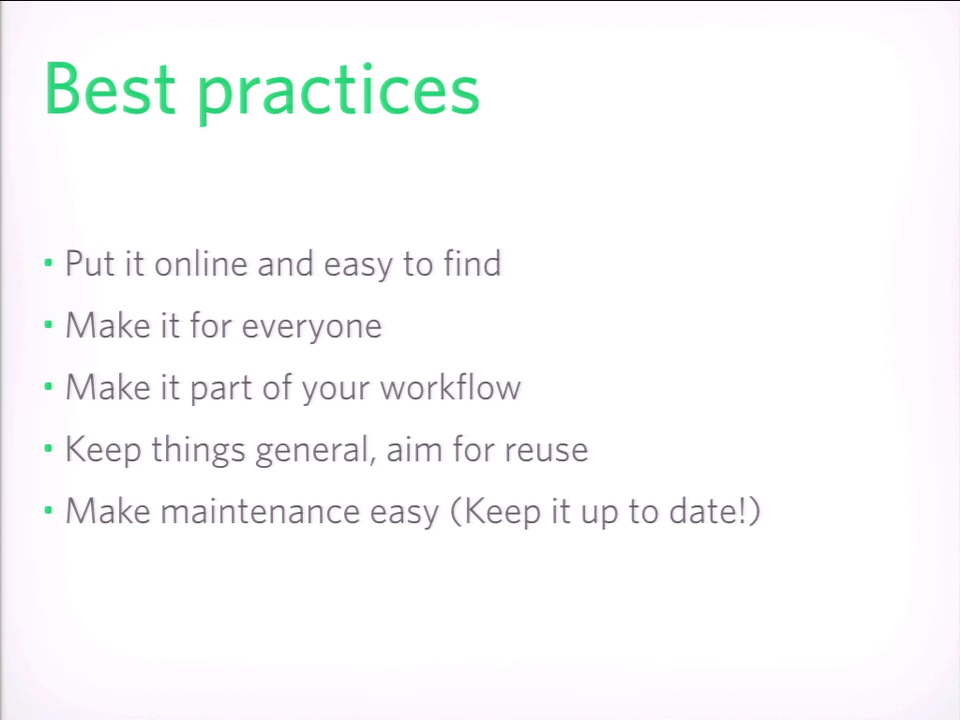 Best practices
• Put it online and easy to find
• Make it for everyone
• Make it part of your workflow
• Keep things general, aim for reuse
• Make maintenance easy (Keep it up to date!)